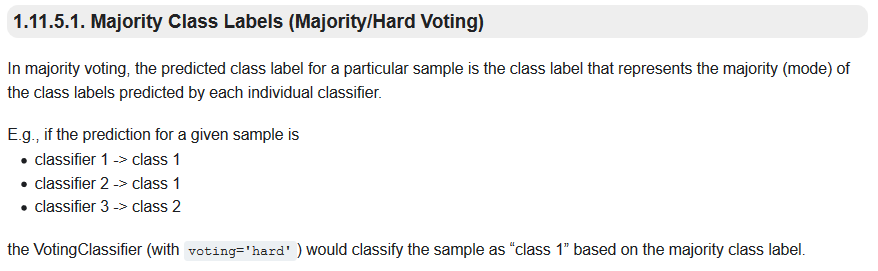 1.11.5.1. Majority Class Labels (Majority/Hard Voting)
In majority voting, the predicted class label for a particular sample is the class label that represents the majority (mode) of
the class labels predicted by each individual classifier.
E.g., if the prediction for a given sample is
• classifier 1 -> class 1
• classifier 2 -> class 1
• classifier 3 -> class 2
the VotingClassifier (with voting='hard' ) would classify the sample as “class 1” based on the majority class label.